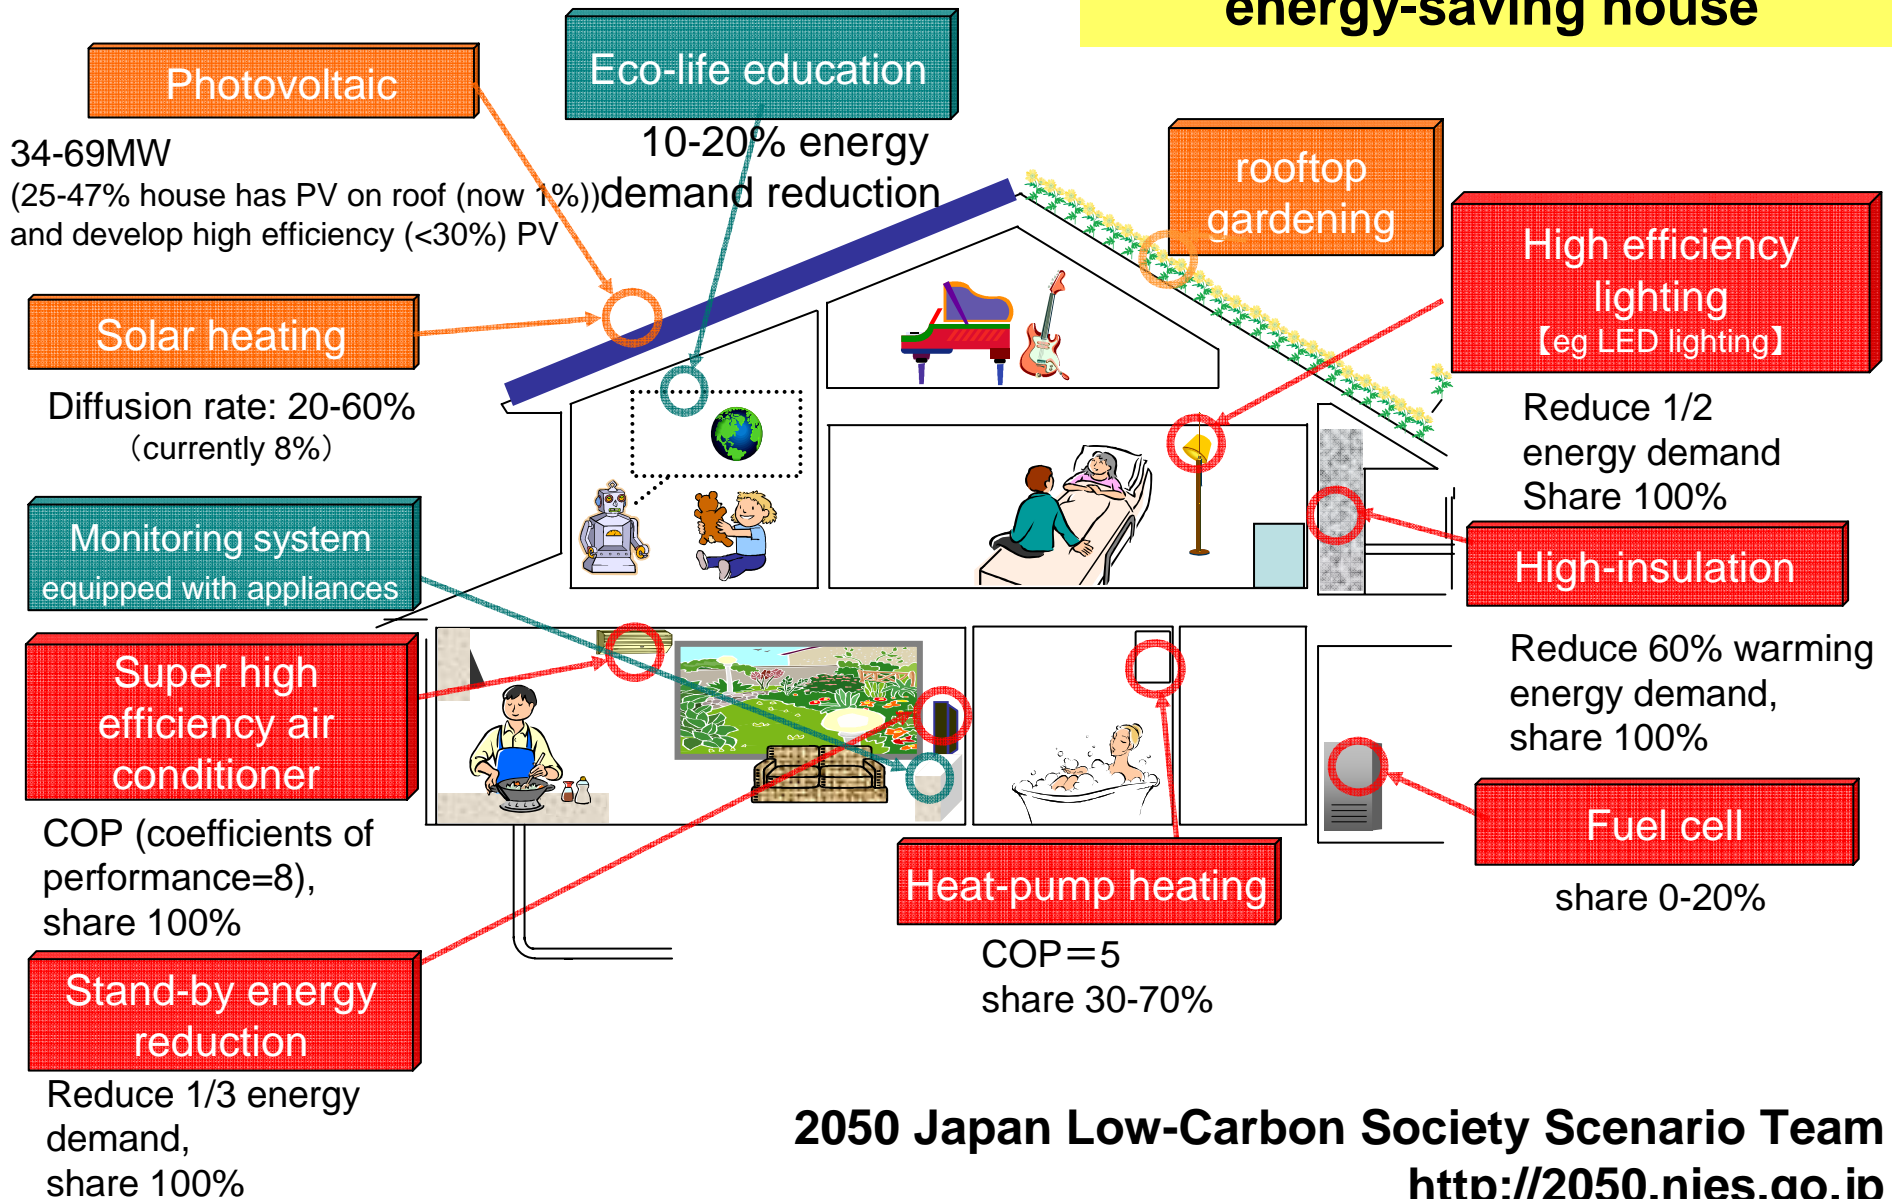 energy-saving house
Photovoltaic
34-69MW
(25-47% house has PV on roof (now 1%))
and develop high efficiency (<30%) PV
Eco-life education
10-20% energy
demand reduction
rooftop
gardening
High efficiency
lighting
【eg LED lighting】
Reduce 1/2
energy demand
Share 100%
Solar heating
Diffusion rate: 20-60%
（currently 8%）
Monitoring system
equipped with appliances
High-insulation
Reduce 60% warming
energy demand,
share 100%
Super high
efficiency air
conditioner
COP (coefficients of
performance=8),
share 100%
Fuel cell
share 0-20%
Heat-pump heating
COP＝5
share 30-70%
Stand-by energy
reduction
Reduce 1/3 energy
demand,
share 100%
2050 Japan Low-Carbon Society Scenario Team
http://2050.nies.go.jp